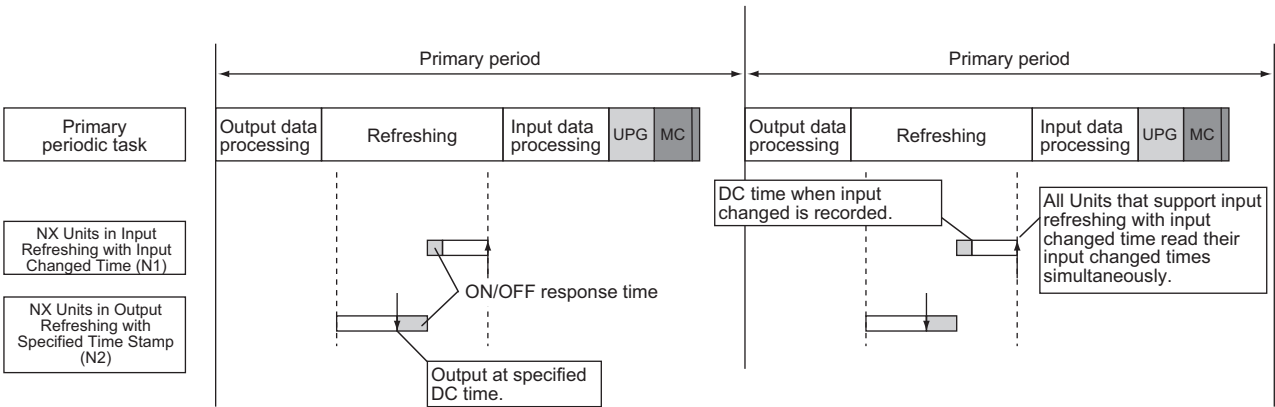 Primary period
Primary period
Primary
periodic task
Output data
processing
Refreshing
Input data
processing
UPG
MC
Output data
processing
Refreshing
Input data
processing
UPG
MC
DC time when input
changed is recorded.
All Units that support input
refreshing with input
changed time read their
input changed times
simultaneously.
NX Units in Input
Refreshing with Input
Changed Time (N1)
ON/OFF response time
NX Units in Output
Refreshing with
Specified Time Stamp
(N2)
Output at specified
DC time.